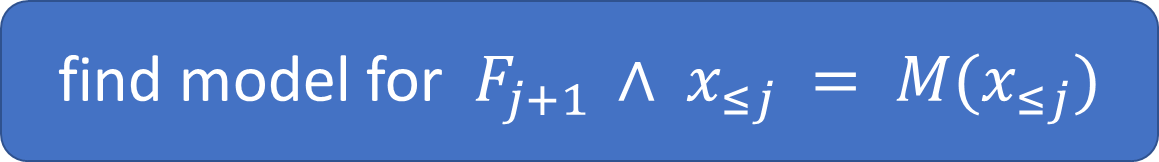 find model for F_{j+1} ∧ x_{≤j} = M(x_{≤j})